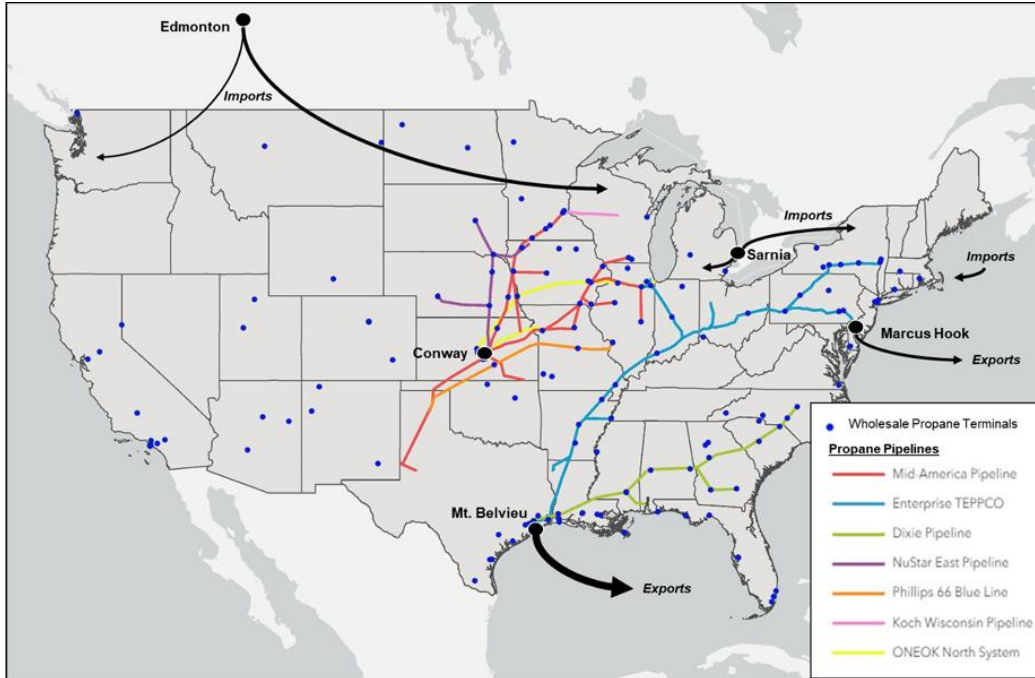 Edmonton
Imports
Imports
Sarnia
Imports
Marcus Hook
Conway
Exports
Mt. Belvieu
Exports
Wholesale Propane Terminals
Propane Pipelines
Mid-America Pipeline
Enterprise TEPPCO
Dixie Pipeline
NuStar East Pipeline
Phillips 66 Blue Line
Koch Wisconsin Pipeline
ONEOK North System